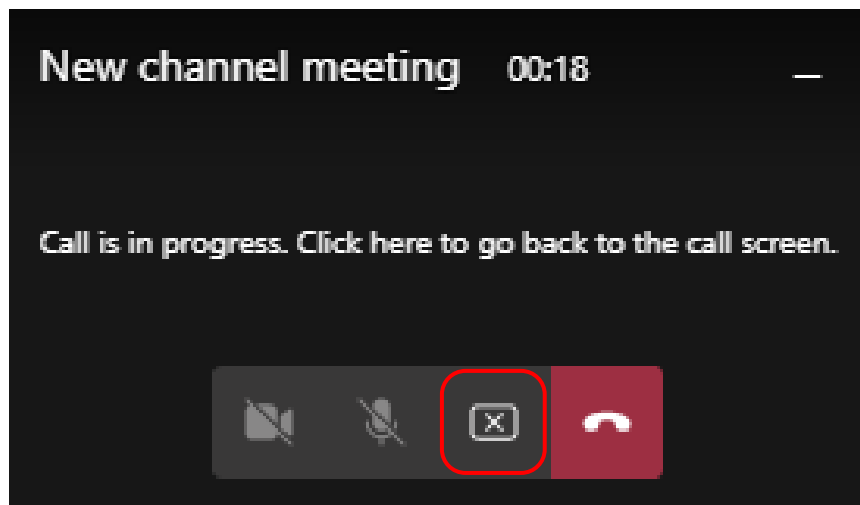 New channel meeting 00:18
Call is in progress. Click here to go back to the call screen.